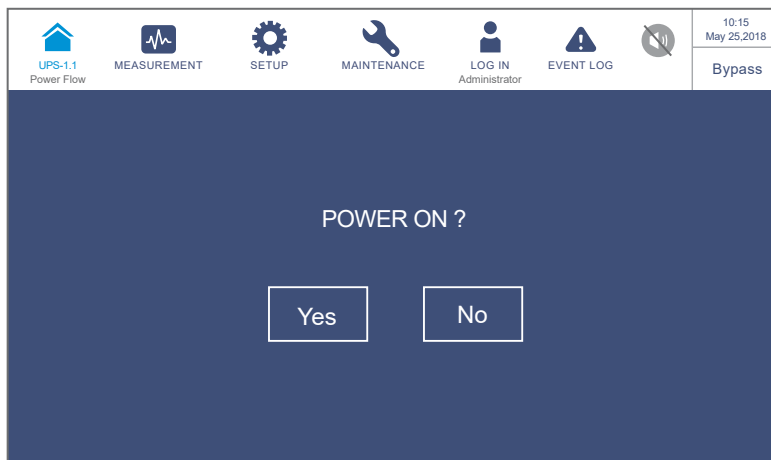 UPS-1.1
Power Flow
MEASUREMENT
SETUP
MAINTENANCE
LOG IN
Administrator
EVENT LOG
10:15
May 25,2018
Bypass
POWER ON ?
Yes
No